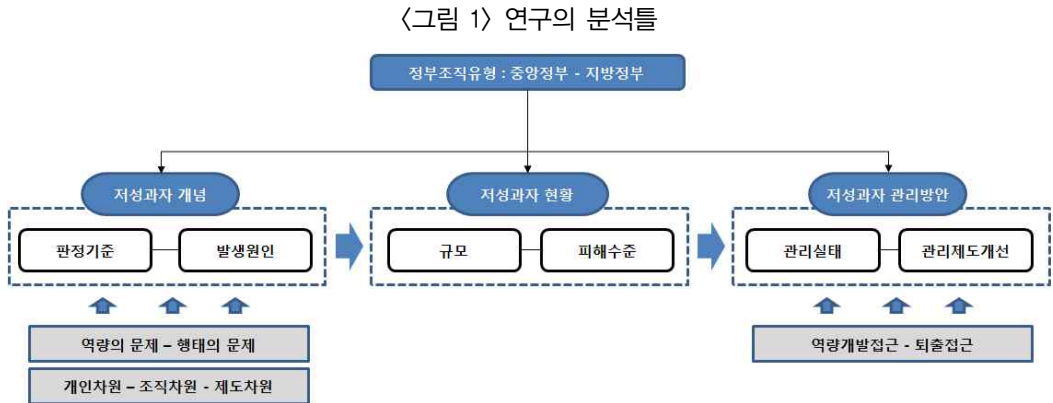 〈그림 1〉 연구의 분석틀
정부조직유형 : 중앙정부 - 지방정부
저성과자 개념
저성과자 현황
저성과자 관리방안
판정기준
발생원인
규모
피해수준
관리실태
관리제도개선
역량의 문제 – 행태의 문제
개인차원 – 조직차원 - 제도차원
역량개발접근 - 퇴출접근